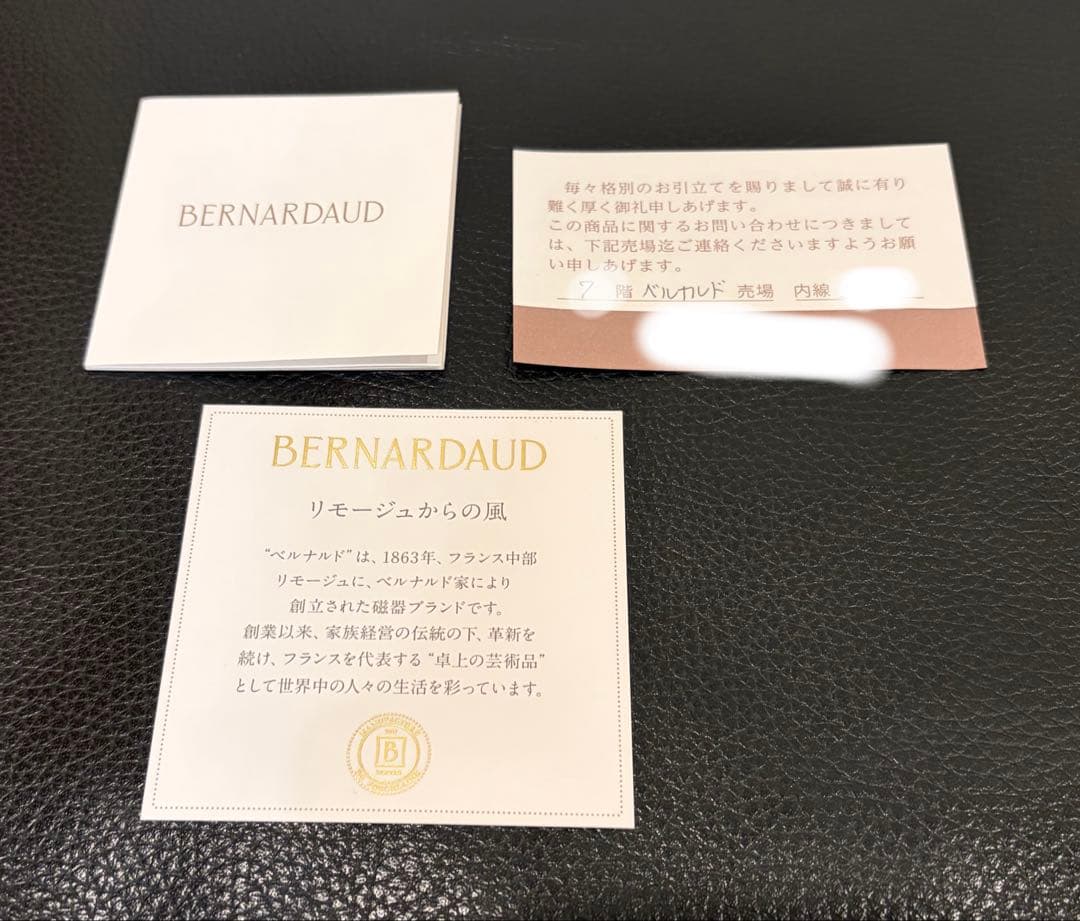 BERNARDAUD
毎々格別のお引立てを賜りまして誠に有り
難く厚く御礼申しあげます。
この商品に関するお問い合わせにつきまして
は、下記売場迄ご連絡くださいますようお願
い申しあげます。
7 階 ベルカルド 売場 内線
BERNARDAUD
リモージュからの風
“ベルナルド”は、1863年、フランス中部
リモージュに、ベルナルド家により
創立された磁器ブランドです。
創業以来、家族経営の伝統の下、革新を
続け、フランスを代表する“卓上の芸術品”
として世界中の人々の生活を彩っています。
B